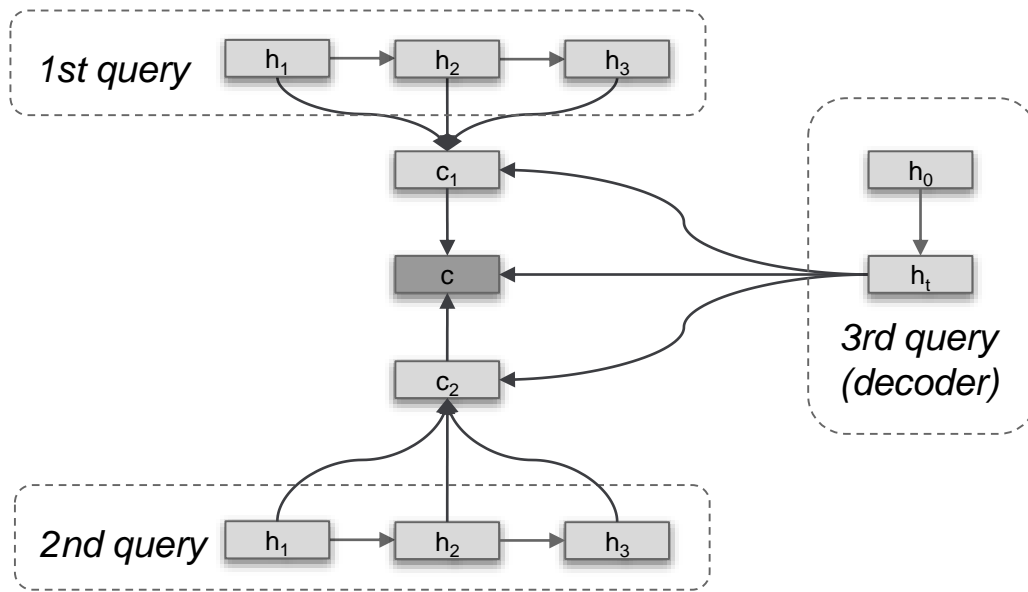 1st query
h₁ h₂ h₃
c₁
h₀
c
hₜ
3rd query
(decoder)
c₂
2nd query
h₁ h₂ h₃